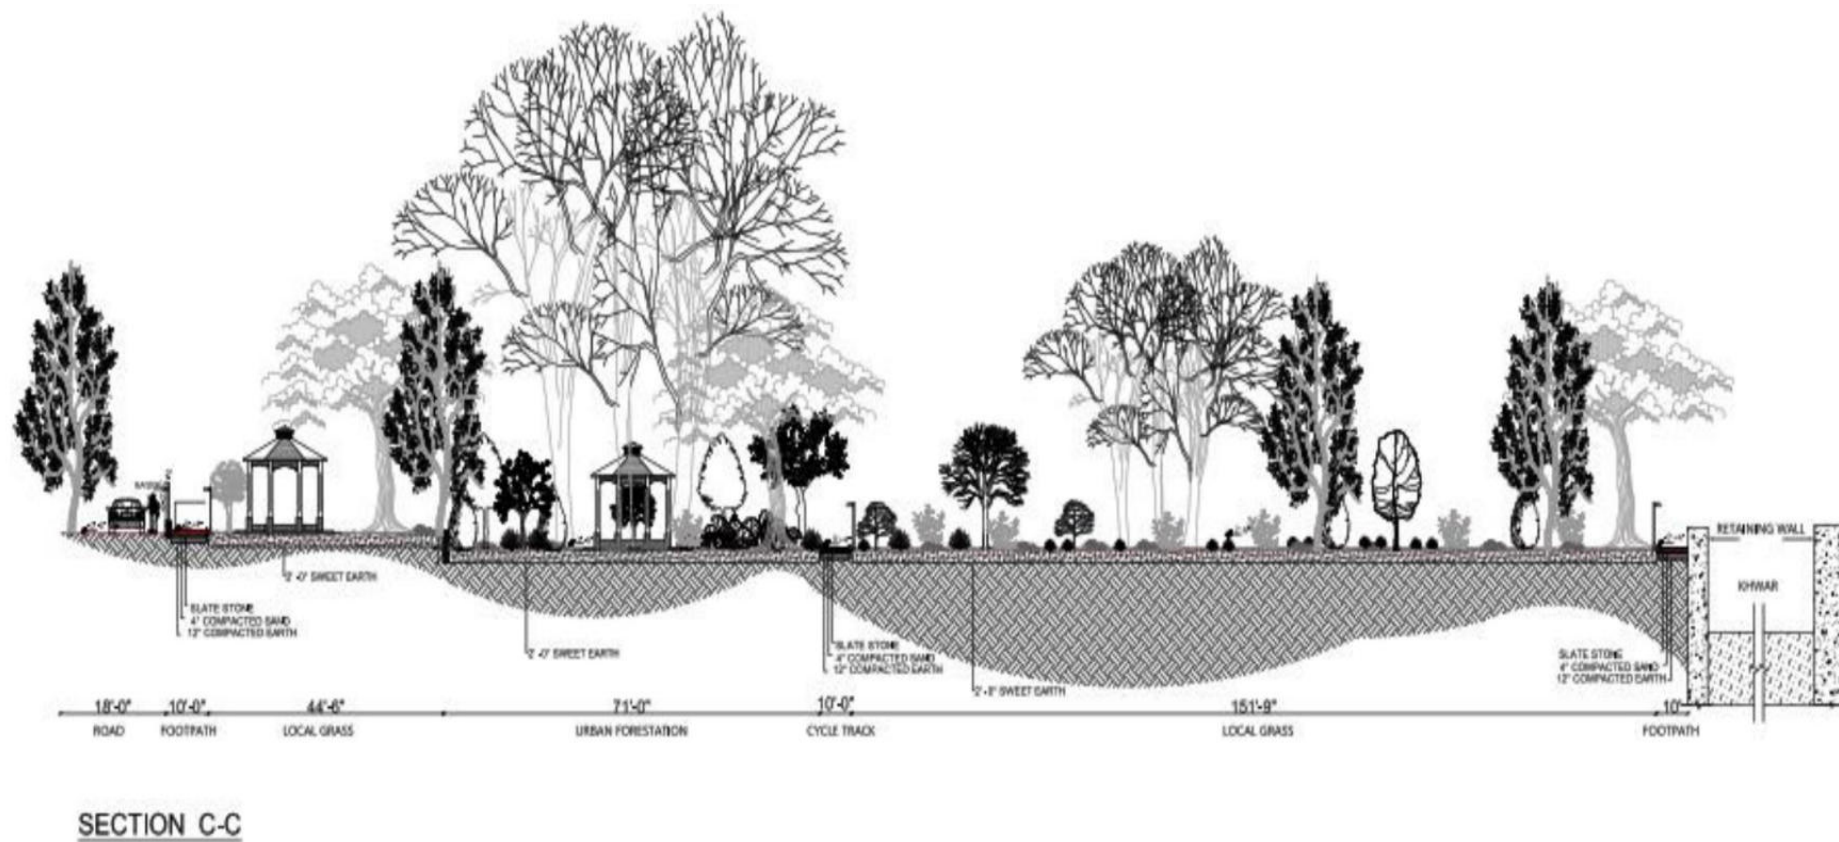 RETAINING WALL
KHWAR
2'-0" SWEET EARTH
SLATE STONE
4" COMPACTED SAND
12" COMPACTED EARTH
2'-0" SWEET EARTH
SLATE STONE
4" COMPACTED SAND
12" COMPACTED EARTH
2'-0" SWEET EARTH
SLATE STONE
4" COMPACTED SAND
12" COMPACTED EARTH
18'-0" 10'-0" 44'-6" 71'-0" 10'-0" 151'-9" 10'
ROAD FOOTPATH LOCAL GRASS URBAN FORESTATION CYCLE TRACK LOCAL GRASS FOOTPATH
SECTION C-C